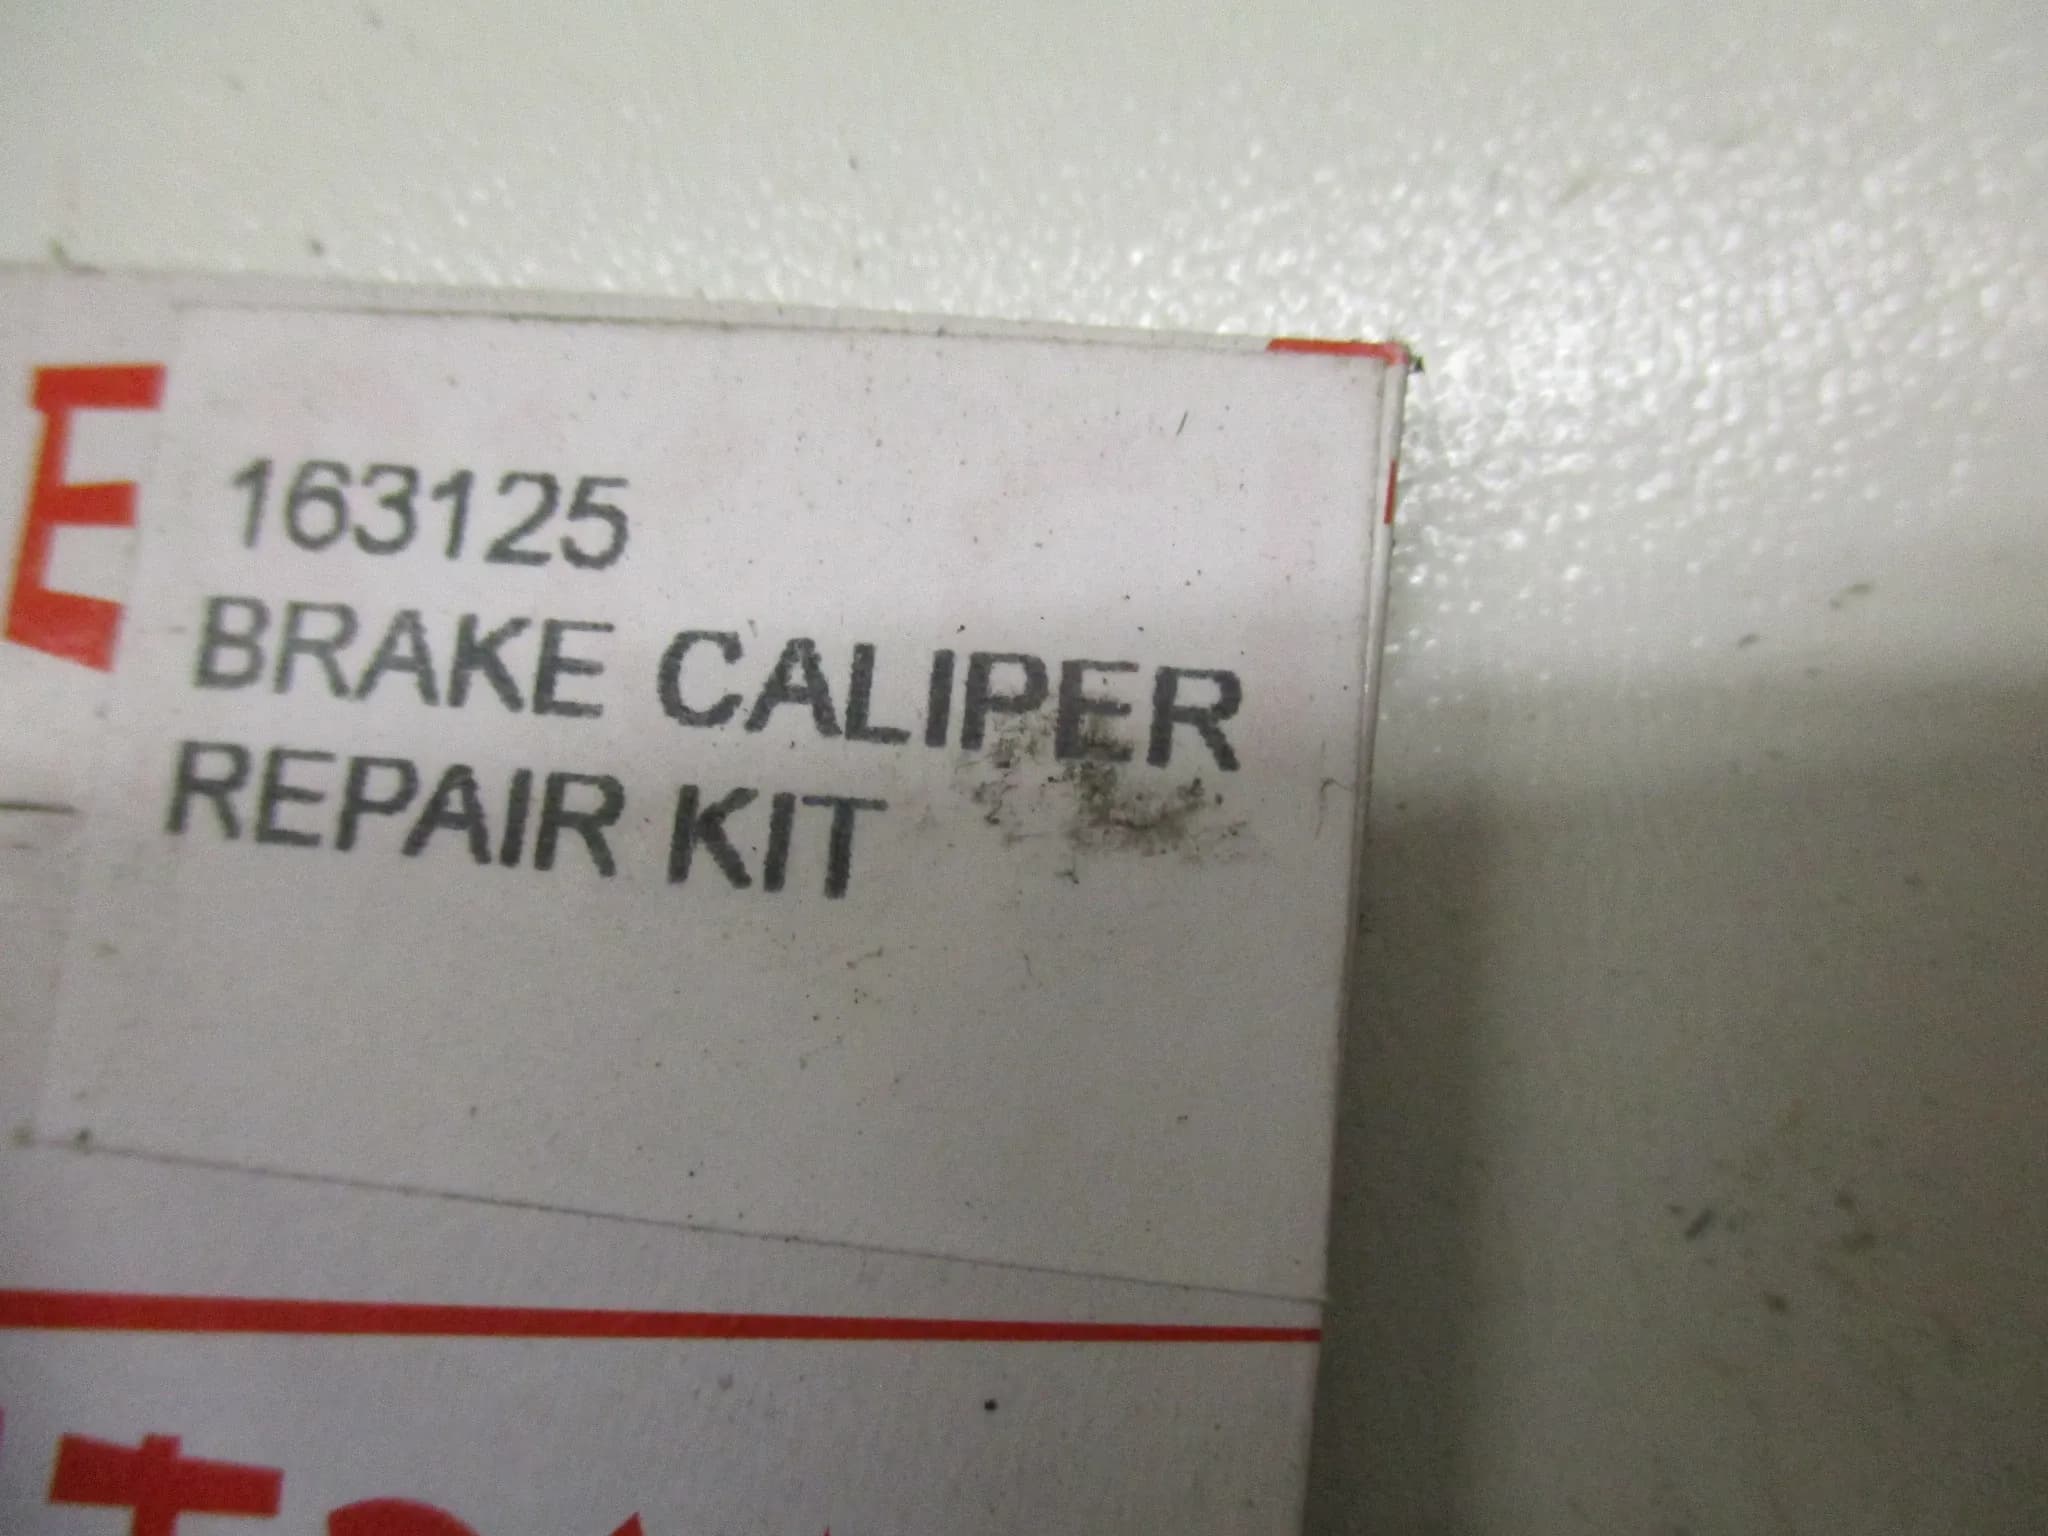 E
163125
BRAKE CALIPER
REPAIR KIT